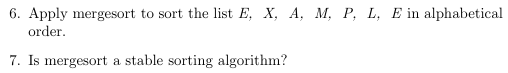 6. Apply mergesort to sort the list E, X, A, M, P, L, E in alphabetical
order.
7. Is mergesort a stable sorting algorithm?